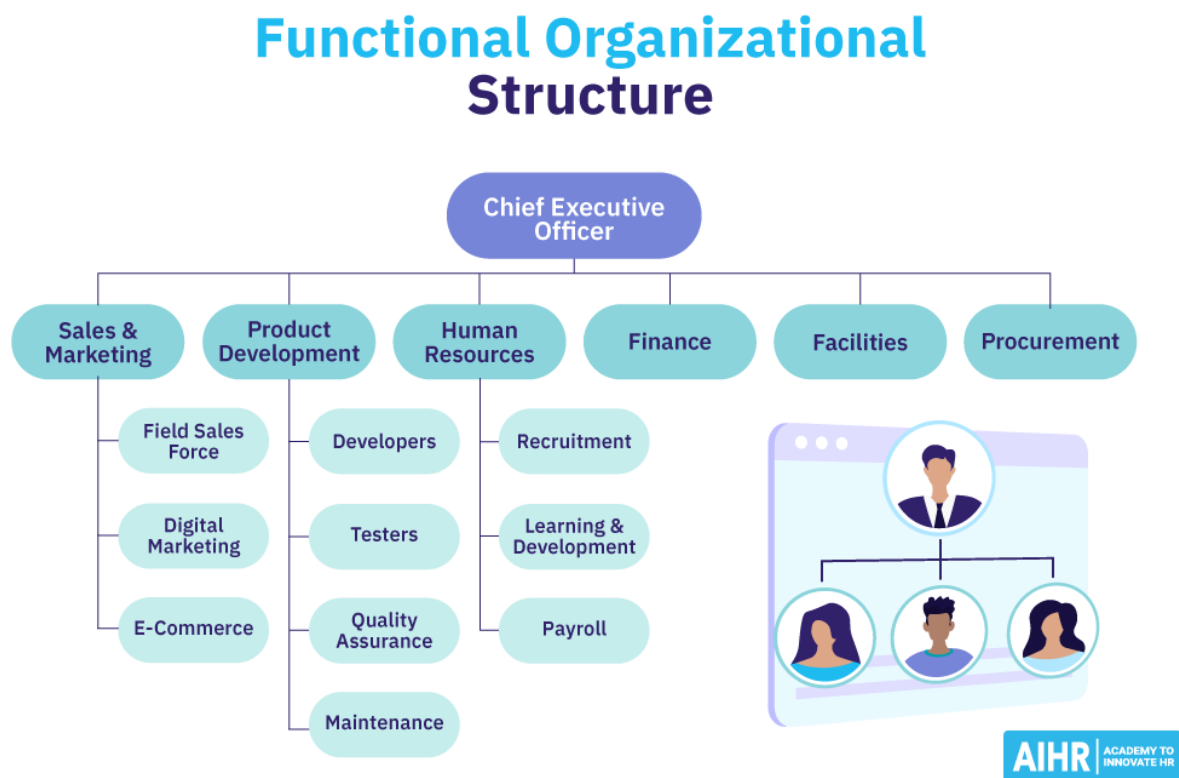 Functional Organizational
Structure
Chief Executive
Officer
Sales &
Marketing
Product
Development
Human
Resources
Finance
Facilities
Procurement
Field Sales
Force
Digital
Marketing
E-Commerce
Developers
Testers
Quality
Assurance
Maintenance
Recruitment
Learning &
Development
Payroll
AIHR
ACADEMY TO
INNOVATE HR